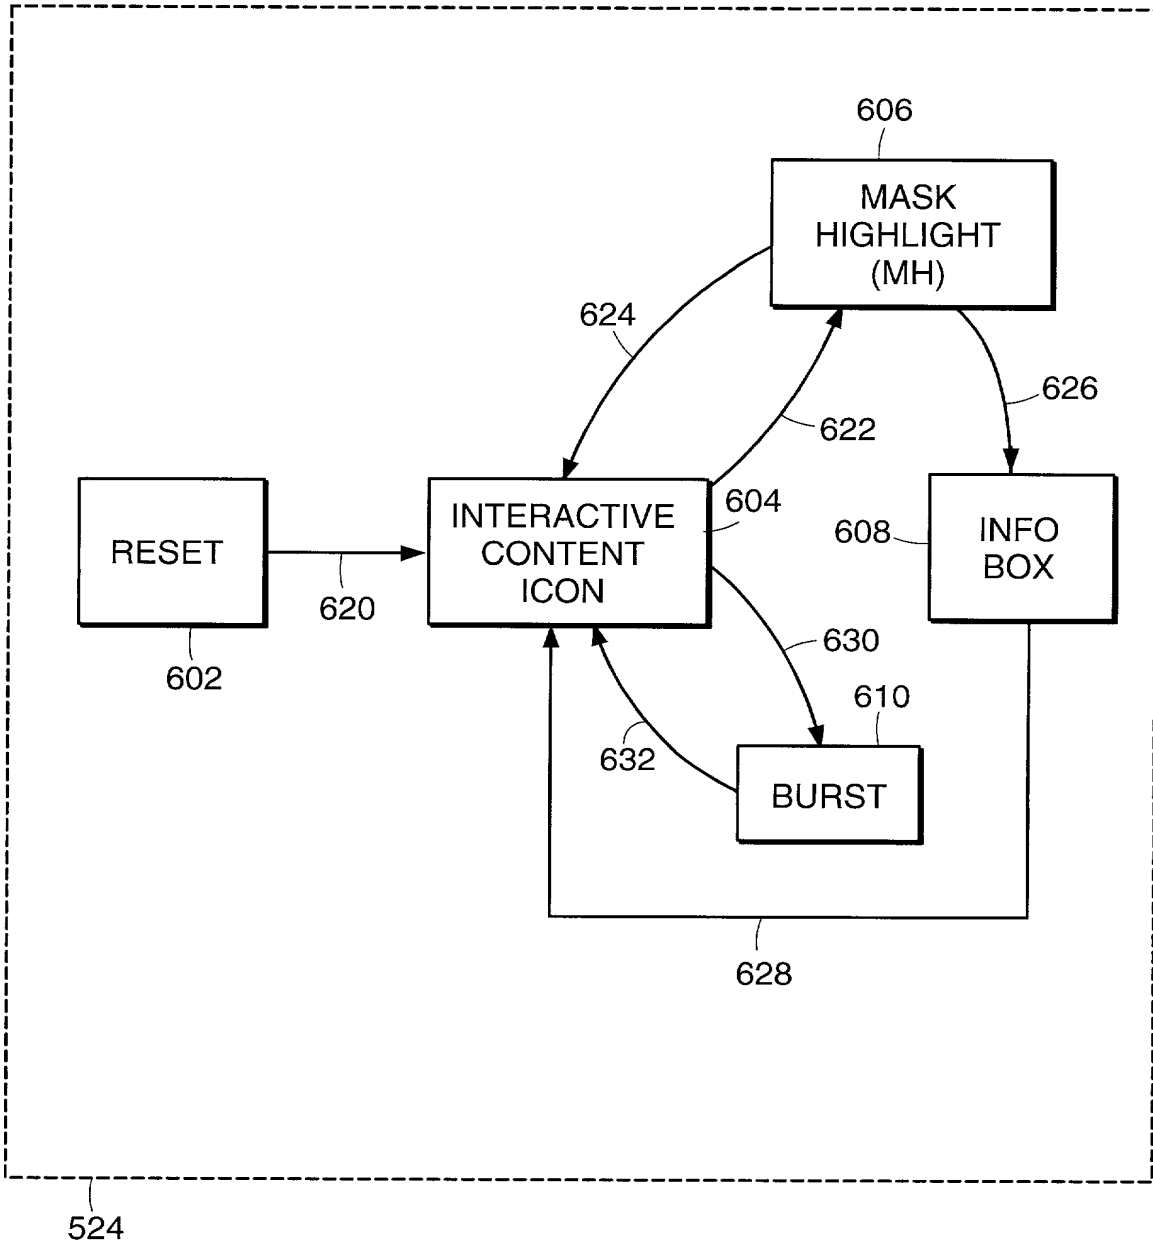 606
MASK
HIGHLIGHT
(MH)
624
626
622
604
INTERACTIVE
CONTENT
ICON
RESET
608
INFO
BOX
620
602
630
610
632
BURST
628
524